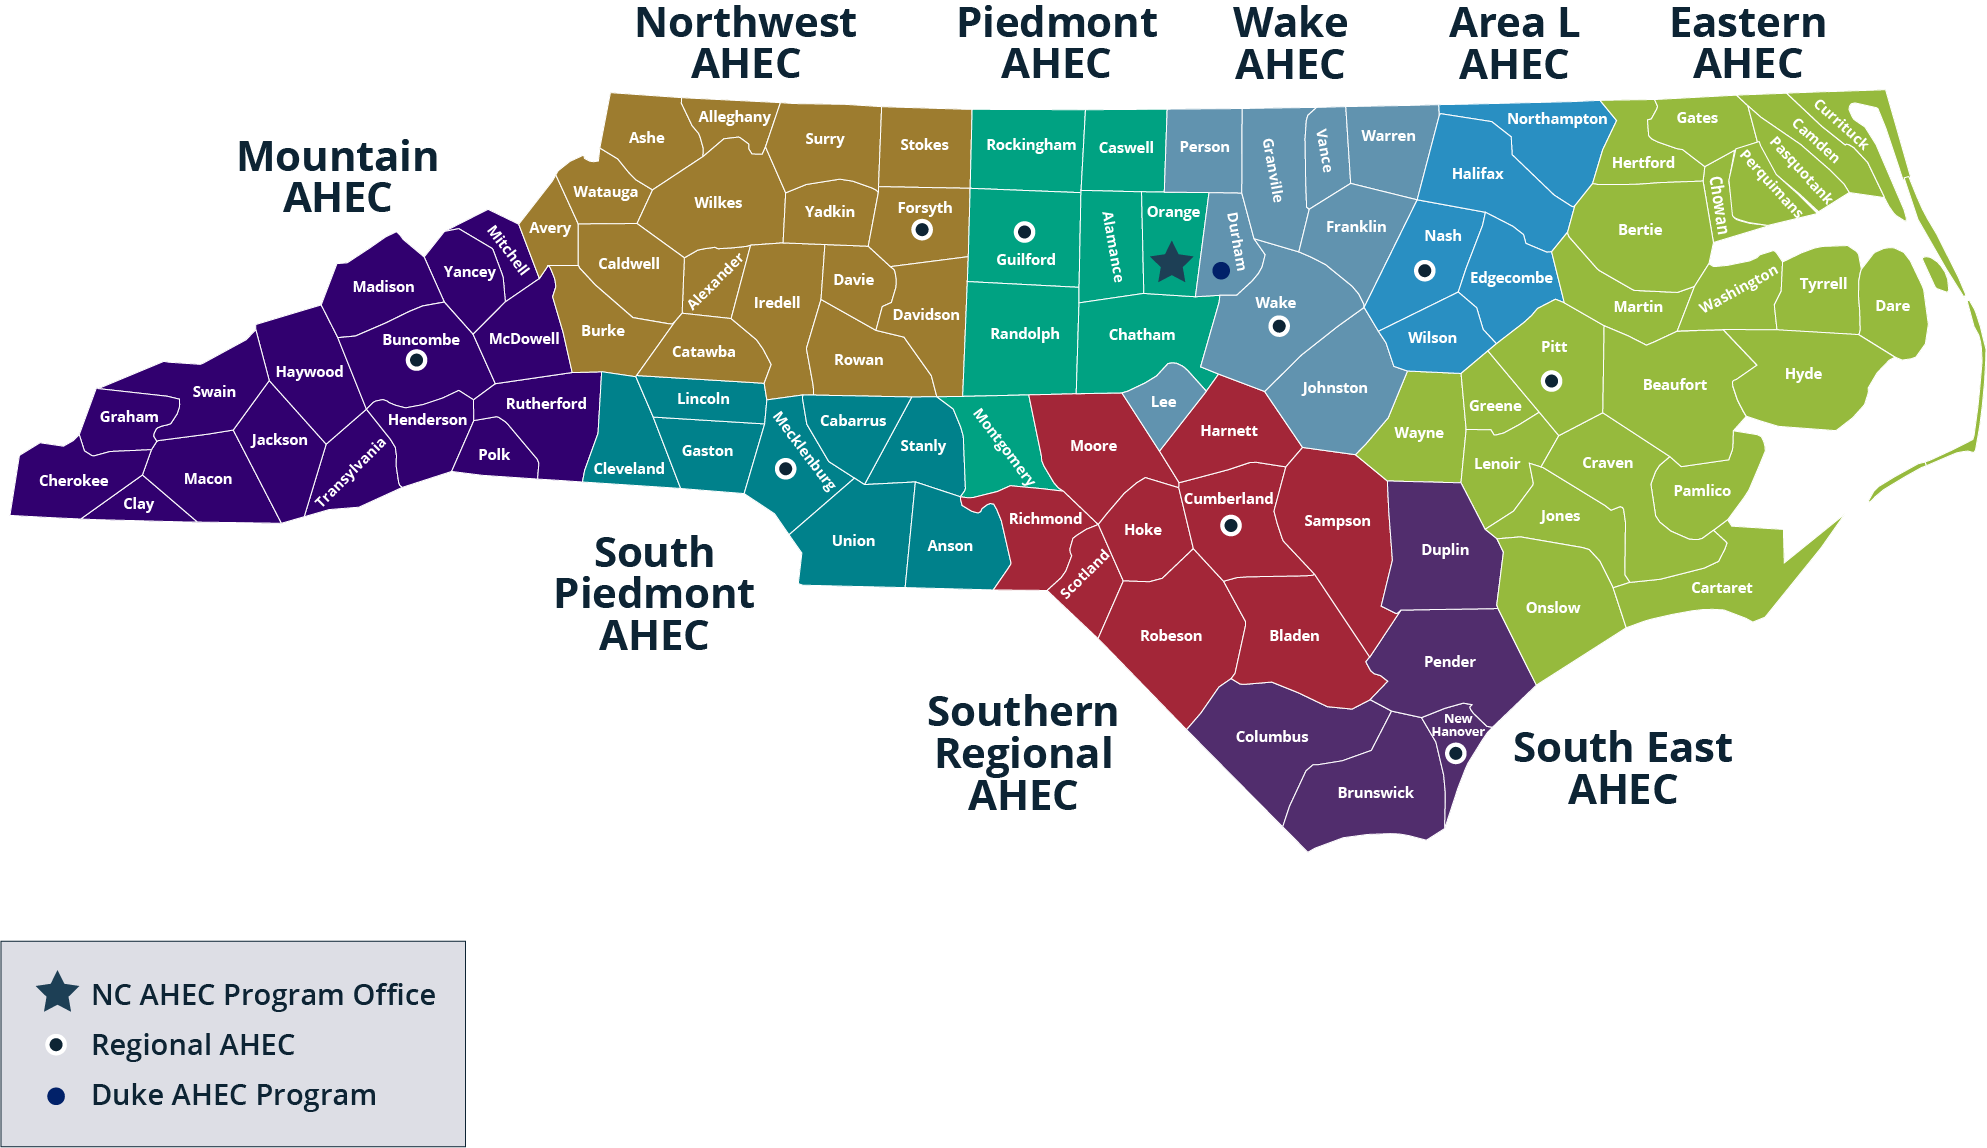 Northwest
AHEC
Piedmont
AHEC
Wake
AHEC
Area L
AHEC
Eastern
AHEC
Mountain
AHEC
South
Piedmont
AHEC
Southern
Regional
AHEC
South East
AHEC
Ashe
Alleghany
Surry
Stokes
Watauga
Wilkes
Yadkin
Forsyth
Avery
Caldwell
Alexander
Iredell
Davie
Davidson
Burke
Catawba
Rowan
Rockingham
Caswell
Guilford
Alamance
Orange
Randolph
Chatham
Montgomery
Person
Granville
Vance
Warren
Durham
Franklin
Wake
Johnston
Lee
Northampton
Halifax
Nash
Edgecombe
Wilson
Gates
Currituck
Camden
Pasquotank
Perquimans
Chowan
Hertford
Bertie
Martin
Washington
Tyrrell
Dare
Pitt
Beaufort
Hyde
Greene
Wayne
Lenoir
Craven
Pamlico
Jones
Onslow
Cartaret
Mitchell
Yancey
Madison
Buncombe
McDowell
Haywood
Swain
Graham
Cherokee
Clay
Macon
Jackson
Transylvania
Henderson
Polk
Rutherford
Cleveland
Lincoln
Gaston
Mecklenburg
Cabarrus
Stanly
Union
Anson
Moore
Harnett
Richmond
Scotland
Hoke
Cumberland
Sampson
Robeson
Bladen
Duplin
Pender
New
Hanover
Columbus
Brunswick
NC AHEC Program Office
Regional AHEC
Duke AHEC Program